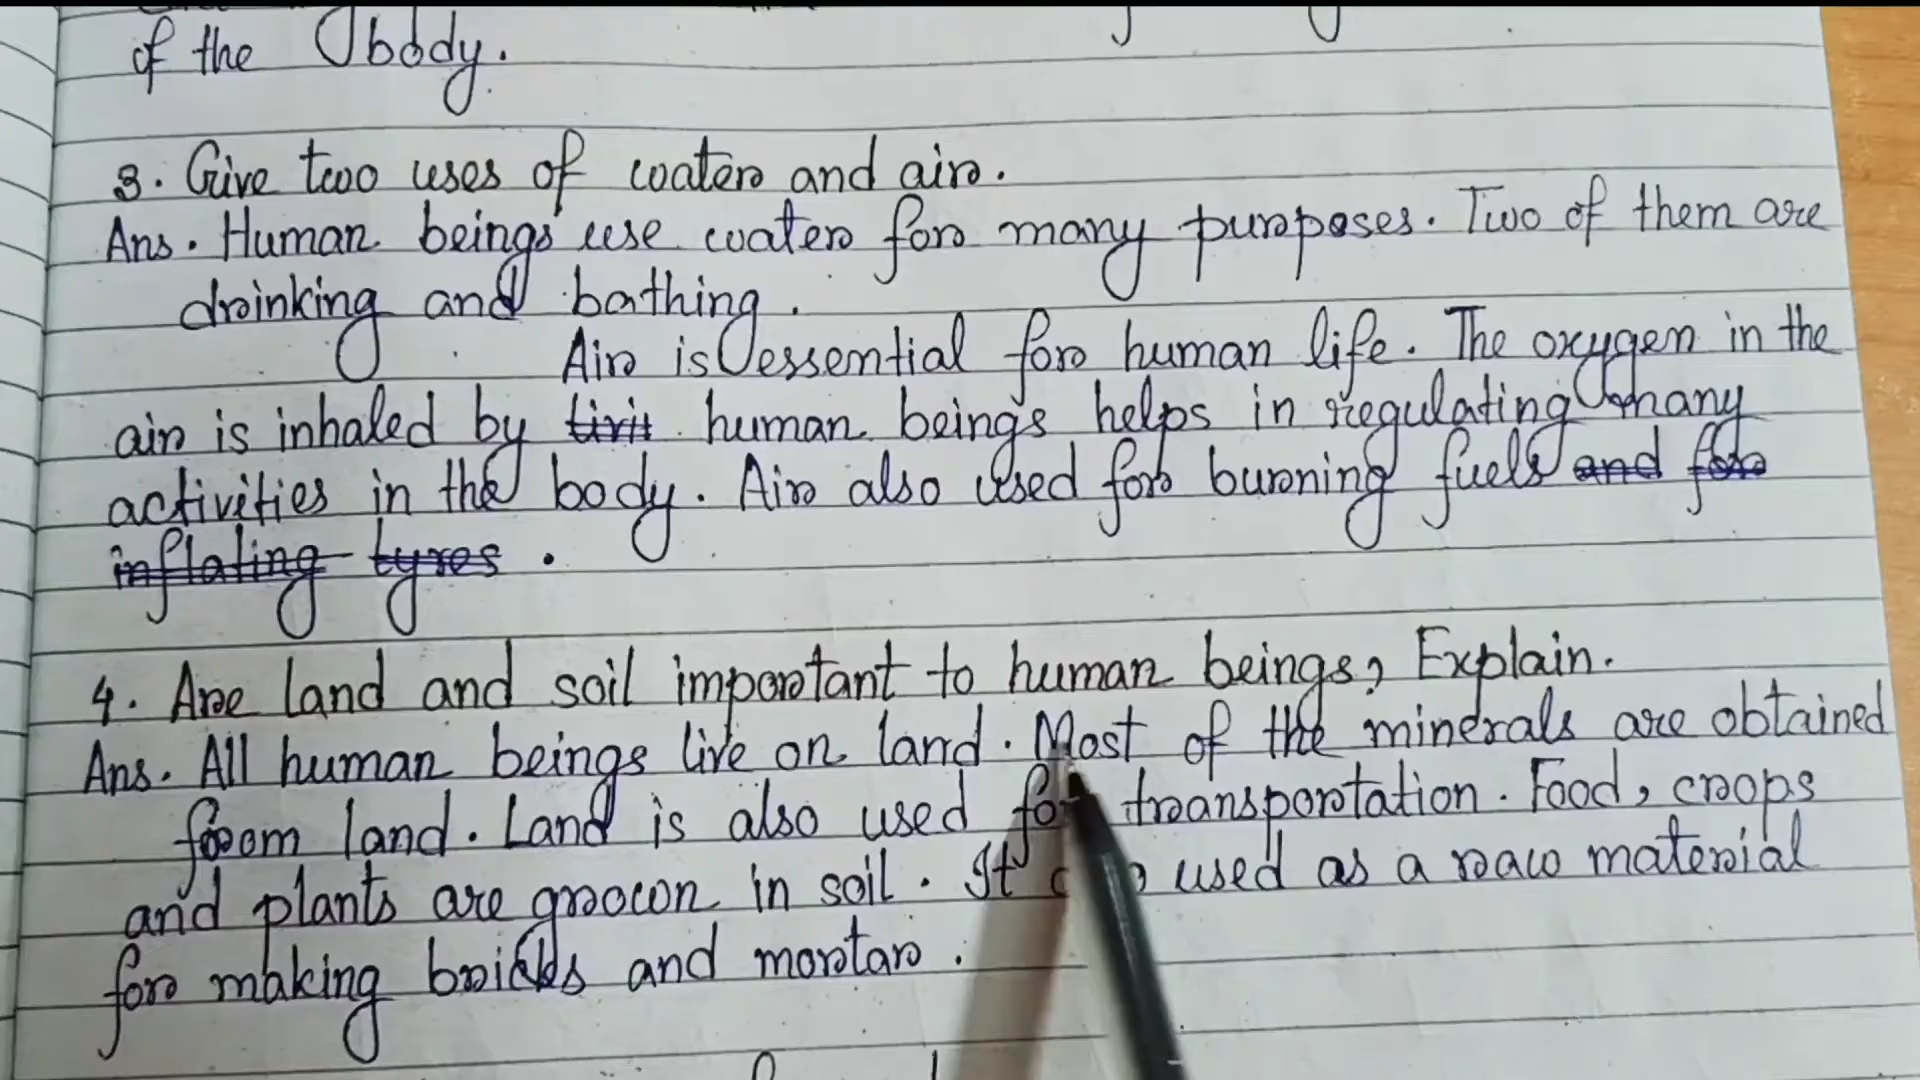 of the body.
3. Give two uses of water and air.
Ans. Human beings use water for many purposes. Two of them are
drinking and bathing.
Air is essential for human life. The oxygen in the
air is inhaled by human beings helps in regulating many
activities in the body. Air also used for burning fuels and for
inflating tyres.
4. Are land and soil important to human beings? Explain.
Ans. All human beings live on land. Most of the minerals are obtained
from land. Land is also used for transportation. Food, crops
and plants are grown in soil. It used as a raw material
for making bricks and mortar.